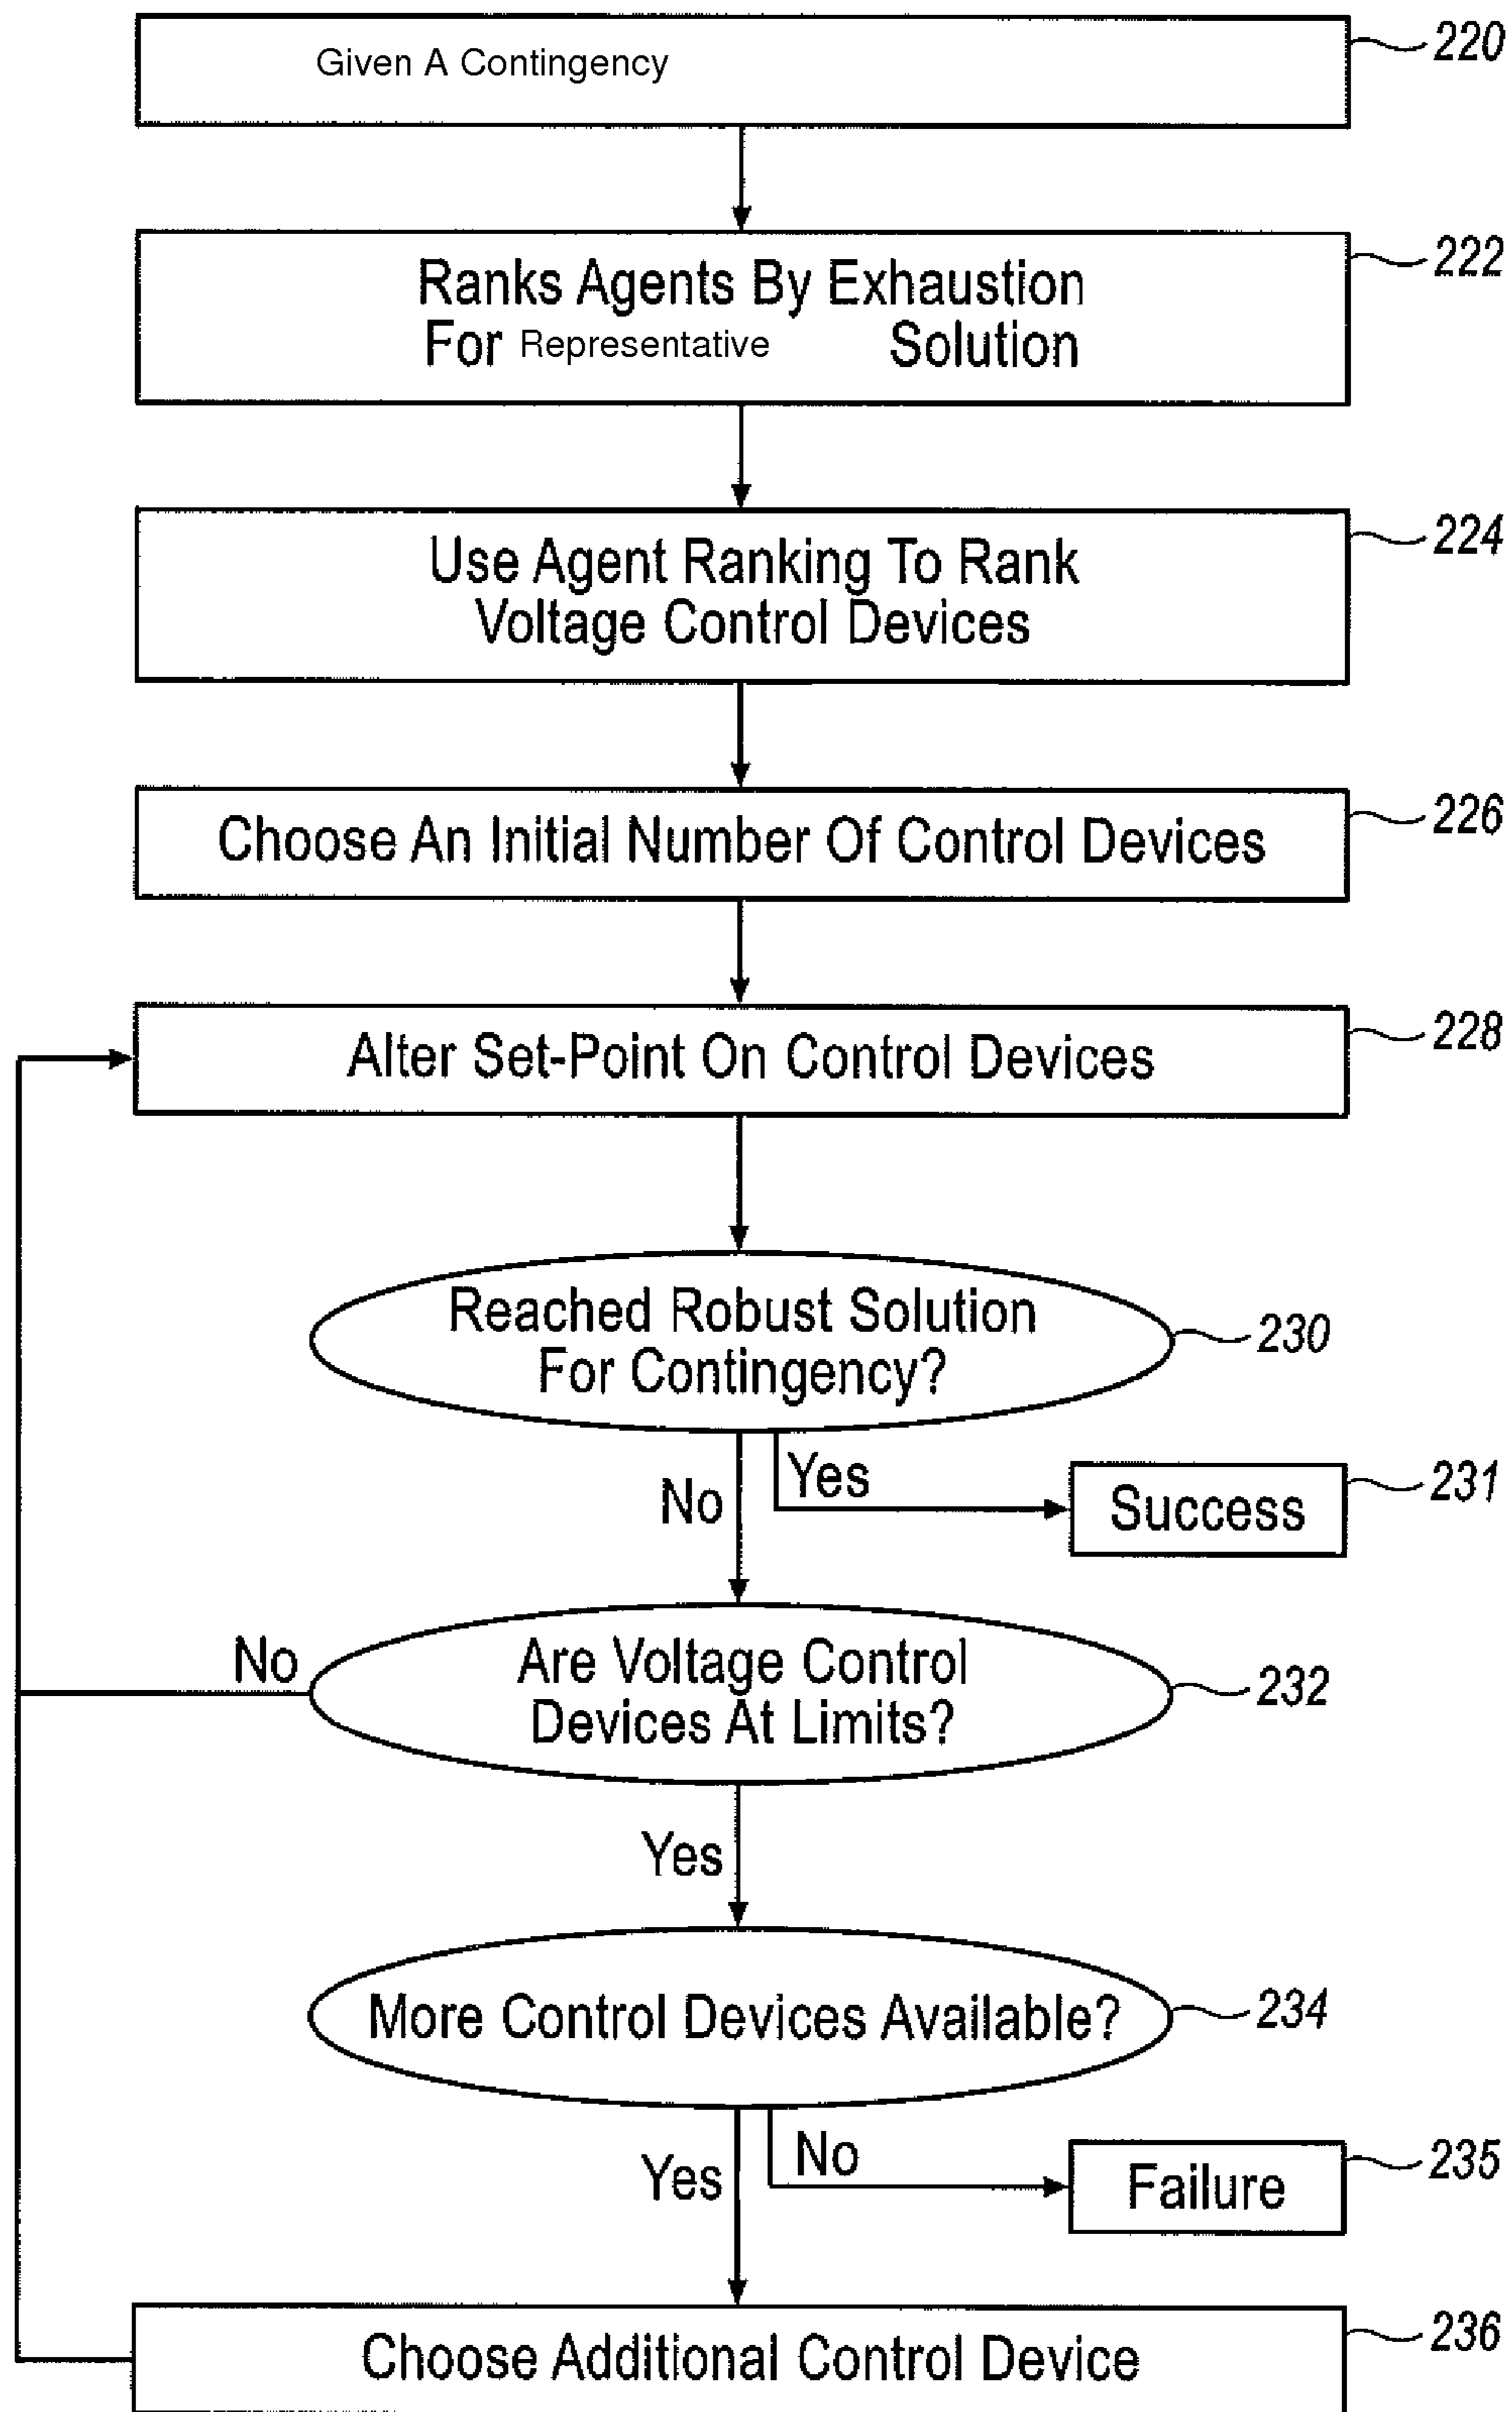 Given A Contingency
220
Ranks Agents By Exhaustion
For Representative Solution
222
Use Agent Ranking To Rank
Voltage Control Devices
224
Choose An Initial Number Of Control Devices
226
Alter Set-Point On Control Devices
228
Reached Robust Solution
For Contingency?
230
Yes
No
Success
231
Are Voltage Control
Devices At Limits?
232
No
Yes
More Control Devices Available?
234
No
Yes
Failure
235
Choose Additional Control Device
236